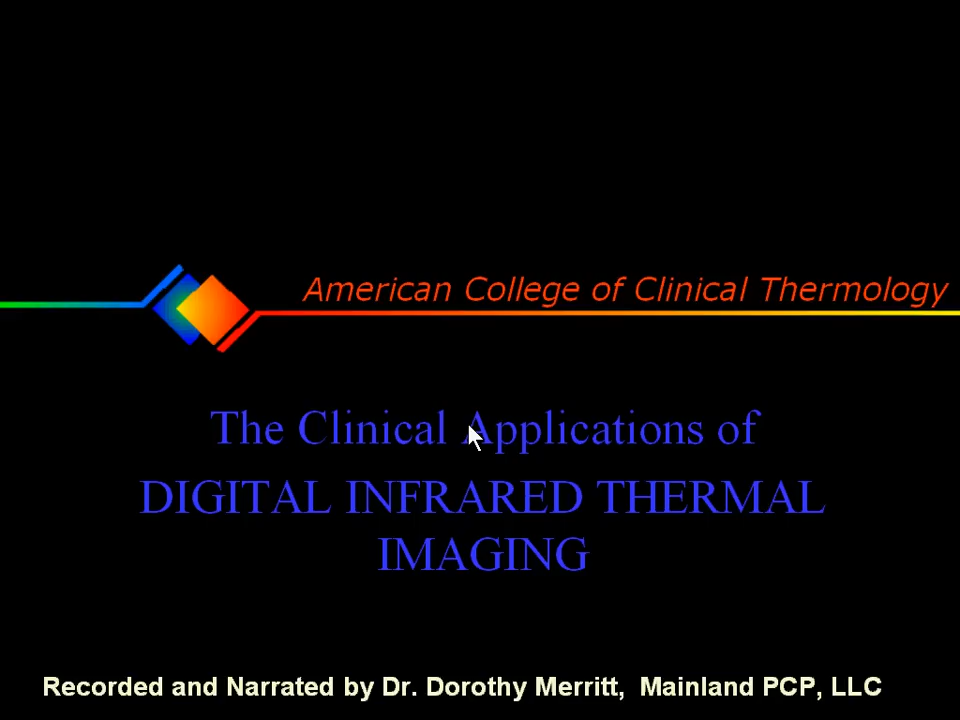 American College of Clinical Thermology
The Clinical Applications of
DIGITAL INFRARED THERMAL
IMAGING
Recorded and Narrated by Dr. Dorothy Merritt, Mainland PCP, LLC